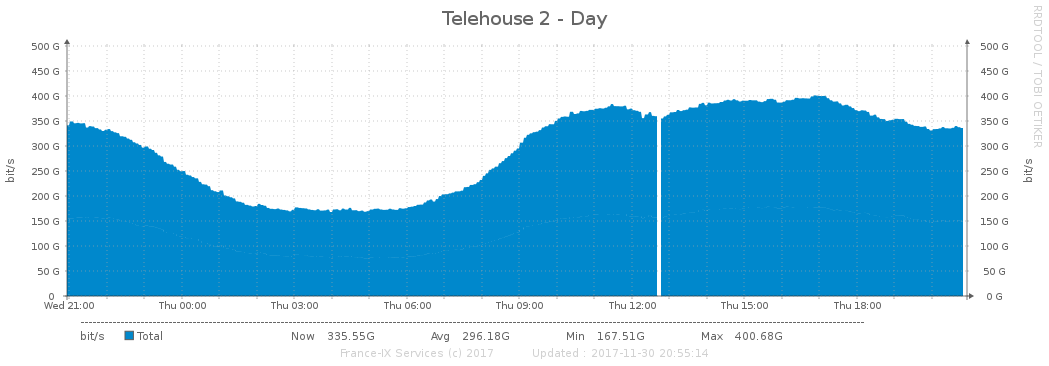 Telehouse 2 - Day
RRDTOOL / TOBI OETIKER
500 G 500 G
450 G 450 G
400 G 400 G
350 G 350 G
300 G 300 G
250 G 250 G
200 G 200 G
150 G 150 G
100 G 100 G
50 G 50 G
0 0 G
bit/s bit/s
Wed 21:00 Thu 00:00 Thu 03:00 Thu 06:00 Thu 09:00 Thu 12:00 Thu 15:00 Thu 18:00
bit/s Total Now 335.55G Avg 296.18G Min 167.51G Max 400.68G
France-IX Services (c) 2017 Updated : 2017-11-30 20:55:14